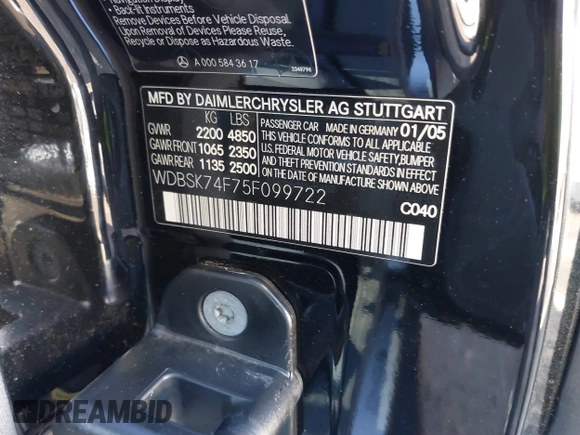 • Back-lit Instruments
Remove Devices Before Vehicle Disposal.
Upon Removal of Devices Please Reuse,
Recycle or Dispose as Hazardous Waste.
A 000 584 36 17
MFD BY DAIMLERCHRYSLER AG STUTTGART
KG LBS
GVWR 2200 4850
GAWR FRONT 1065 2350
GAWR REAR 1135 2500
PASSENGER CAR MADE IN GERMANY 01/05
THIS VEHICLE CONFORMS TO ALL APPLICABLE
U.S. FEDERAL MOTOR VEHICLE SAFETY, BUMPER
AND THEFT PREVENTION STANDARDS IN EFFECT
ON THE DATE OF MANUFACTURE SHOWN ABOVE.
WDBSK74F75F099722
C040
DREAMBID